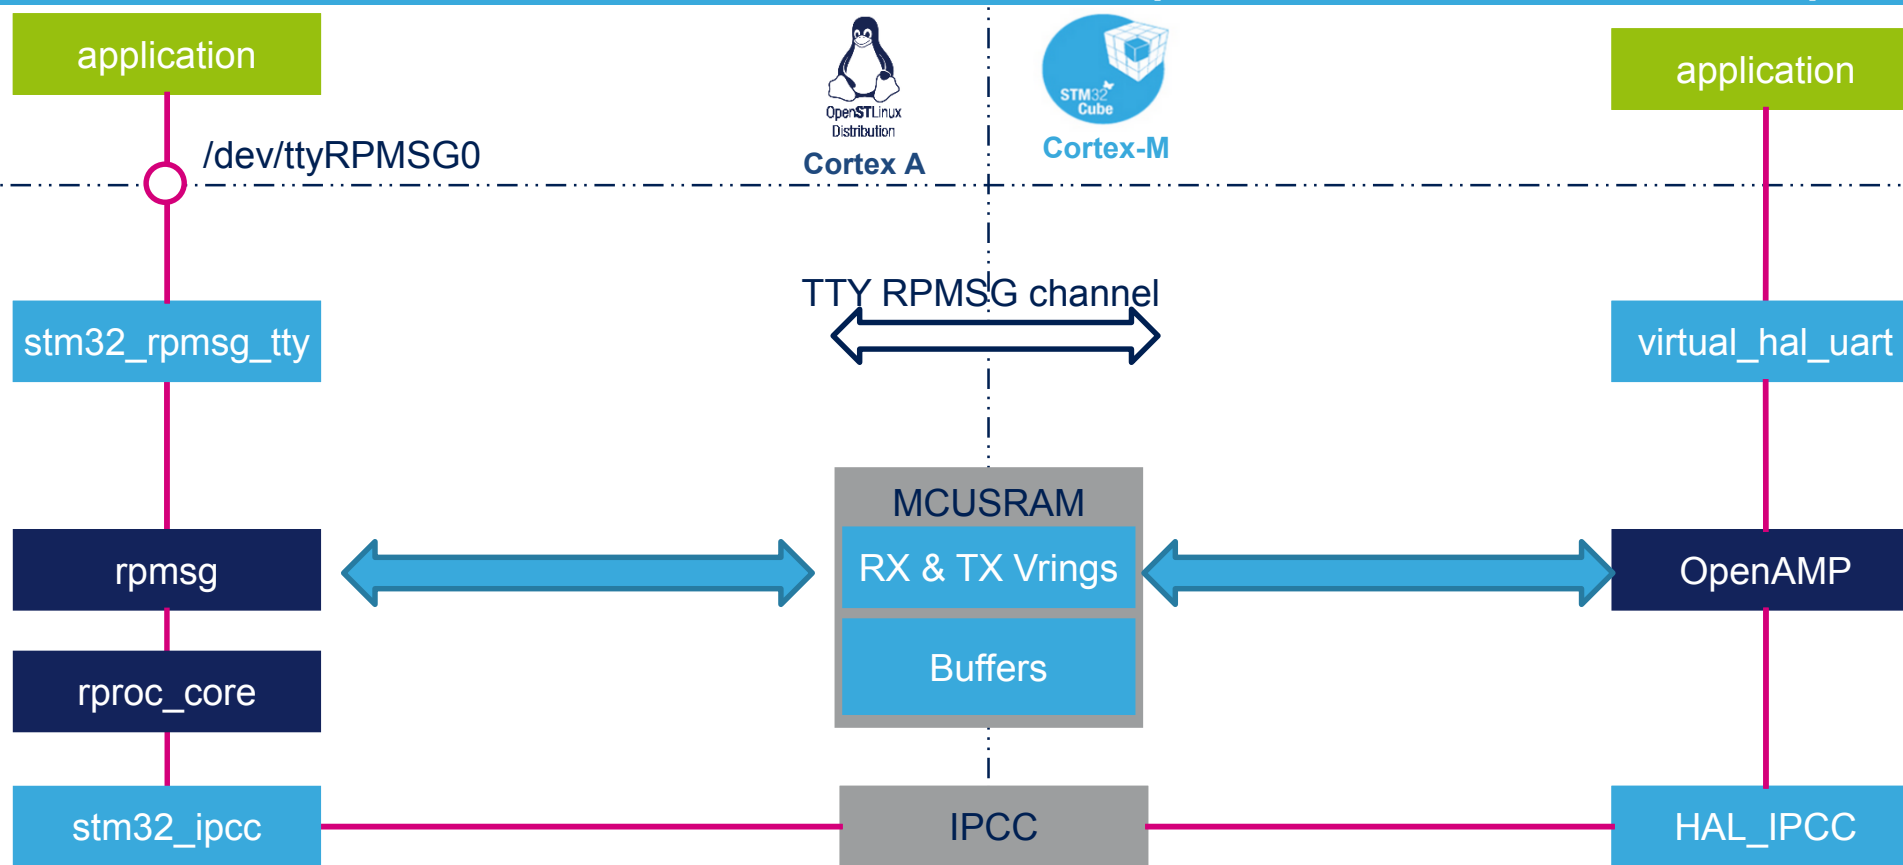 application
OpenSTLinux
Distribution
Cortex A
STM32
Cube
Cortex-M
application
/dev/ttyRPMSG0
TTY RPMSG channel
stm32_rpmsg_tty
virtual_hal_uart
MCUSRAM
rpmsg
RX & TX Vrings
OpenAMP
rproc_core
Buffers
stm32_ipcc
IPCC
HAL_IPCC